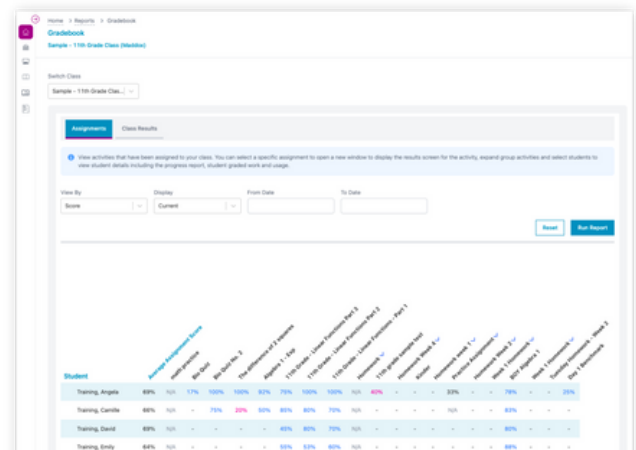 Home > Reports > Gradebook
Gradebook
Sample - 11th Grade Class (Maddox)
Switch Class
Sample - 11th Grade Clas...
Assignments Class Results
View activities that have been assigned to your class. You can select a specific assignment to open a new window to display the results screen for the activity, expand group activities and select students to
view student details including the progress report, student graded work and usage.
View By Display From Date To Date
Score Current
Reset Run Report
Student
Average Assignment Score
math practice
Bio Quiz
Bio Quiz No. 2
The difference of 2 squares
Algebra 1 - Exp
11th Grade - Linear Functions Part 3
11th Grade - Linear Functions Part 2
11th Grade - Linear Functions - Part 1
Homework
11th grade sample test
Homework Week 4
Kinder
Homework week 1
Practice Assignment
Homework Week 2
BOY Algebra 1
Week 1 Homework
Tuesday Homework - Week 2
Day 1 Benchmark
Training, Angela 69% N/A 17% 100% 100% 92% 75% 100% 100% N/A 40% - - 33% - - 78% - - 25%
Training, Camille 66% N/A - 75% 20% 50% 85% 80% 70% N/A - - - N/A - - 83% - - -
Training, David 69% N/A - - - - 45% 80% 70% N/A - - - - - - 80% - - -
Training, Emily 64% N/A - - - - 55% 53% 60% N/A - - - - - - 88% - - -